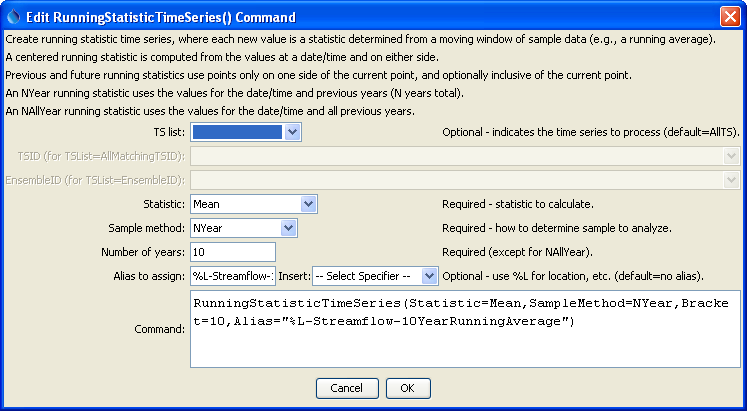 Edit RunningStatisticTimeSeries() Command
Create running statistic time series, where each new value is a statistic determined from a moving window of sample data (e.g., a running average).
A centered running statistic is computed from the values at a date/time and on either side.
Previous and future running statistics use points only on one side of the current point, and optionally inclusive of the current point.
An NYear running statistic uses the values for the date/time and previous years (N years total).
An NAllYear running statistic uses the values for the date/time and all previous years.
TS list: Optional - indicates the time series to process (default=AllTS).
TSID (for TSList=AllMatchingTSID):
EnsembleID (for TSList=EnsembleID):
Statistic: Mean Required - statistic to calculate.
Sample method: NYear Required - how to determine sample to analyze.
Number of years: 10 Required (except for NAllYear).
Alias to assign: %L-Streamflow- Insert: -- Select Specifier -- Optional - use %L for location, etc. (default=no alias).
RunningStatisticTimeSeries(Statistic=Mean,SampleMethod=NYear,Bracke
Command: t=10,Alias="%L-Streamflow-10YearRunningAverage")
Cancel OK